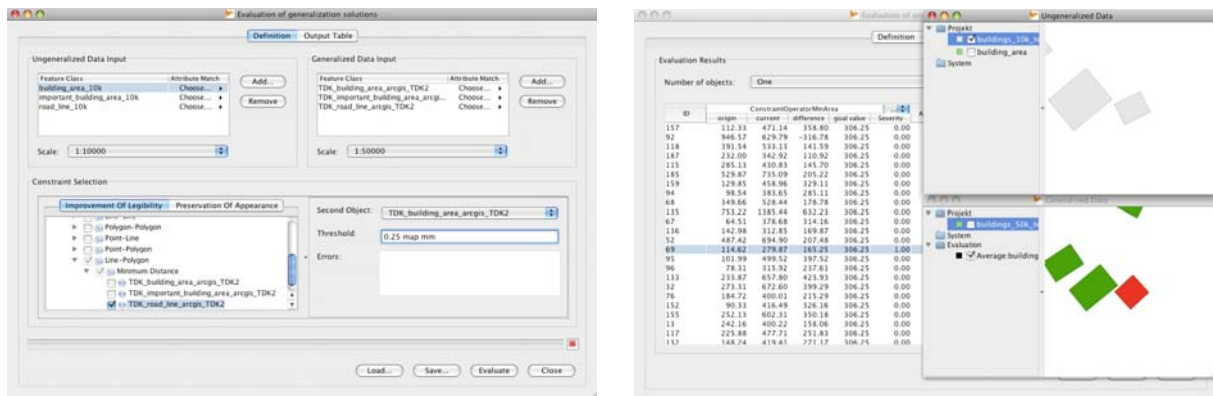 Evaluation of generalization solutions
Definition Output Table
Ungeneralized Data Input
Feature Class Attribute Match
building_area_10k Choose...
important_building_area_10k Choose...
road_line_10k Choose...
Add...
Remove
Scale: 1:10000
Generalized Data Input
Feature Class Attribute Match
TDK_building_area_arcgis_TDK2 Choose...
TDK_important_building_area_arcgi... Choose...
TDK_road_line_arcgis_TDK2 Choose...
Add...
Remove
Scale: 1:50000
Constraint Selection
Improvement Of Legibility Preservation Of Appearance
Polygon-Polygon
Point-Line
Point-Polygon
Line-Polygon
Minimum Distance
TDK_building_area_arcgis_TDK2
TDK_important_building_area_arcgis_TDK2
TDK_road_line_arcgis_TDK2
Second Object: TDK_building_area_arcgis_TDK2
Threshold: 0.25 map mm
Errors:
Load... Save... Evaluate Close
Definition
Evaluation Results
Number of objects: One
ID ConstraintOperatorMinArea
origin current difference goal value Severity
157 112.33 471.14 358.80 306.25 0.00
92 946.57 629.79 -316.78 306.25 0.00
118 391.54 533.13 141.59 306.25 0.00
187 232.00 342.92 110.92 306.25 0.00
115 285.13 430.83 145.70 306.25 0.00
185 529.87 735.09 205.22 306.25 0.00
159 129.85 458.96 329.11 306.25 0.00
94 98.54 383.65 285.11 306.25 0.00
68 349.66 528.44 178.78 306.25 0.00
135 753.22 1385.44 632.23 306.25 0.00
67 64.51 378.68 314.16 306.25 0.00
136 142.98 312.85 169.87 306.25 0.00
52 487.42 694.90 207.48 306.25 0.00
69 114.62 279.87 165.25 306.25 1.00
95 101.99 499.52 397.52 306.25 0.00
96 78.31 315.92 237.61 306.25 0.00
133 233.87 657.80 423.93 306.25 0.00
32 273.31 672.60 399.29 306.25 0.00
76 184.72 400.01 215.29 306.25 0.00
152 90.33 416.49 326.16 306.25 0.00
155 252.13 602.31 350.18 306.25 0.00
13 242.16 400.22 158.06 306.25 0.00
117 225.88 477.71 251.83 306.25 0.00
132 148.24 419.41 271.17 306.25 0.00
Ungeneralized Data
Projekt
buildings_10k_t
building_area
System
Generalized Data
Projekt
buildings_50k_t
System
Evaluation
Average building